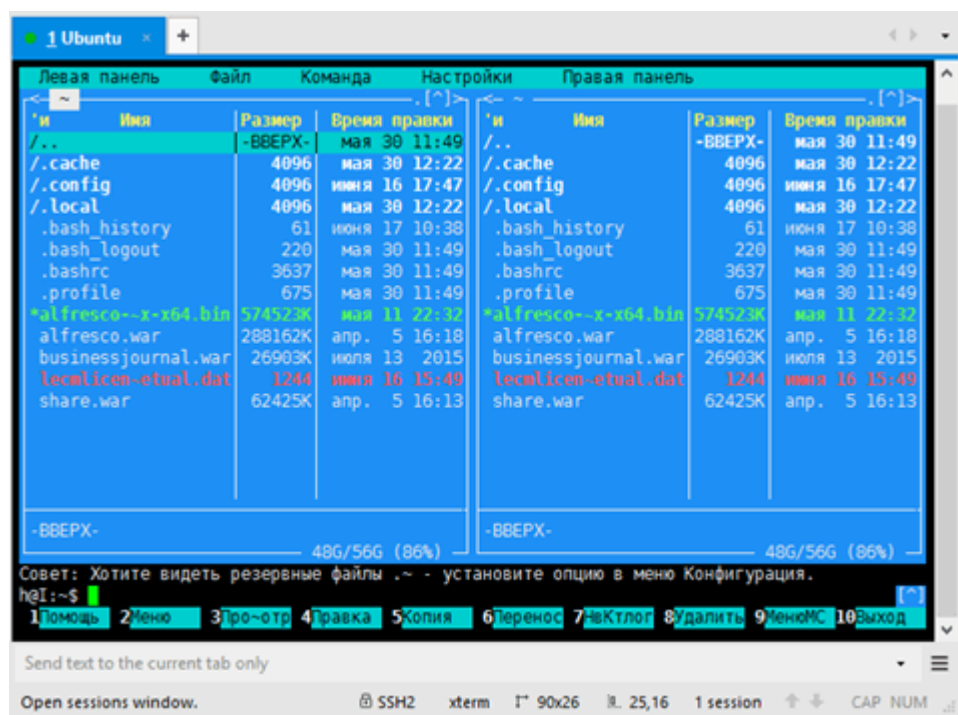 1 Ubuntu × +
Левая панель Файл Команда Настройки Правая панель
<- ~ .[^]> <- ~ .[^]>
'и Имя Размер Время правки 'и Имя Размер Время правки
/.. -ВВЕРХ- мая 30 11:49 /.. -ВВЕРХ- мая 30 11:49
/.cache 4096 мая 30 12:22 /.cache 4096 мая 30 12:22
/.config 4096 июня 16 17:47 /.config 4096 июня 16 17:47
/.local 4096 мая 30 12:22 /.local 4096 мая 30 12:22
.bash_history 61 июня 17 10:38 .bash_history 61 июня 17 10:38
.bash_logout 220 мая 30 11:49 .bash_logout 220 мая 30 11:49
.bashrc 3637 мая 30 11:49 .bashrc 3637 мая 30 11:49
.profile 675 мая 30 11:49 .profile 675 мая 30 11:49
*alfresco-~x-x64.bin 574523K мая 11 22:32 *alfresco-~x-x64.bin 574523K мая 11 22:32
alfresco.war 288162K апр. 5 16:18 alfresco.war 288162K апр. 5 16:18
businessjournal.war 26903K июля 13 2015 businessjournal.war 26903K июля 13 2015
lecmlicen~etual.dat 1244 июня 16 15:49 lecmlicen~etual.dat 1244 июня 16 15:49
share.war 62425K апр. 5 16:13 share.war 62425K апр. 5 16:13
-ВВЕРХ- -ВВЕРХ-
48G/56G (86%) 48G/56G (86%)
Совет: Хотите видеть резервные файлы .~ - установите опцию в меню Конфигурация.
h@I:~$ [^]
1Помощь 2Меню 3Про~отр 4Правка 5Копия 6Перенос 7НвКтлог 8Удалить 9МенюMC 10Выход
Send text to the current tab only
Open sessions window. SSH2 xterm 90x26 25,16 1 session CAP NUM